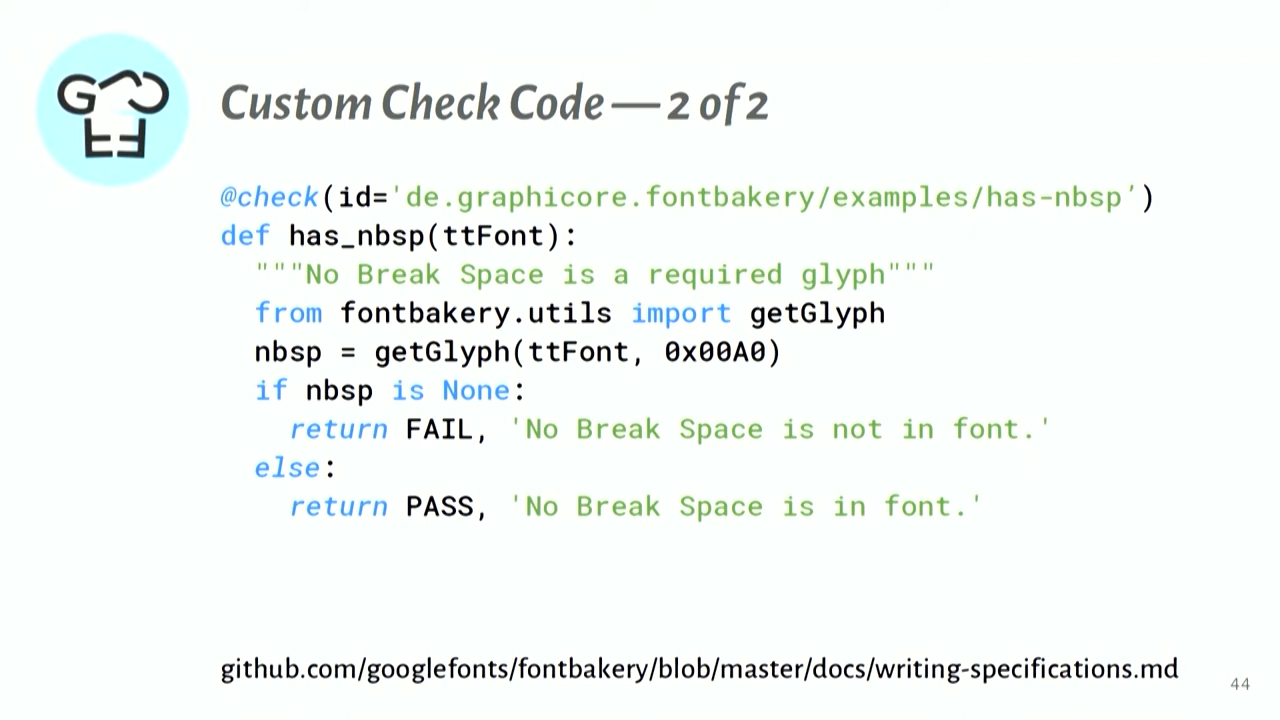 Custom Check Code — 2 of 2
@check(id='de.graphicore.fontbakery/examples/has-nbsp')
def has_nbsp(ttFont):
  """No Break Space is a required glyph"""
  from fontbakery.utils import getGlyph
  nbsp = getGlyph(ttFont, 0x00A0)
  if nbsp is None:
    return FAIL, 'No Break Space is not in font.'
  else:
    return PASS, 'No Break Space is in font.'
github.com/googlefonts/fontbakery/blob/master/docs/writing-specifications.md
44